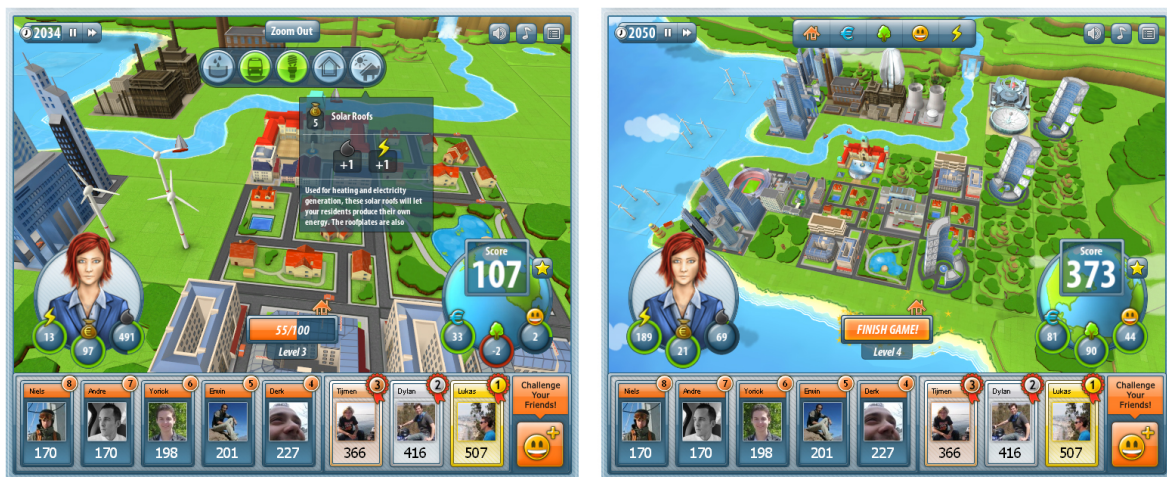 2034
Zoom Out
5
Solar Roofs
+1
+1
Used for heating and electricity
generation, these solar roofs will let
your residents produce their own
energy. The roofplates are also
Score
107
13
97
491
33
-2
2
55/100
Level 3
Niels
8
170
Andre
7
170
Yorick
6
198
Erwin
5
201
Derk
4
227
Tijmen
3
366
Dylan
2
416
Lukas
1
507
Challenge
Your
Friends!
2050
Score
373
189
21
69
81
90
44
FINISH GAME!
Level 4
Niels
8
170
Andre
7
170
Yorick
6
198
Erwin
5
201
Derk
4
227
Tijmen
3
366
Dylan
2
416
Lukas
1
507
Challenge
Your
Friends!